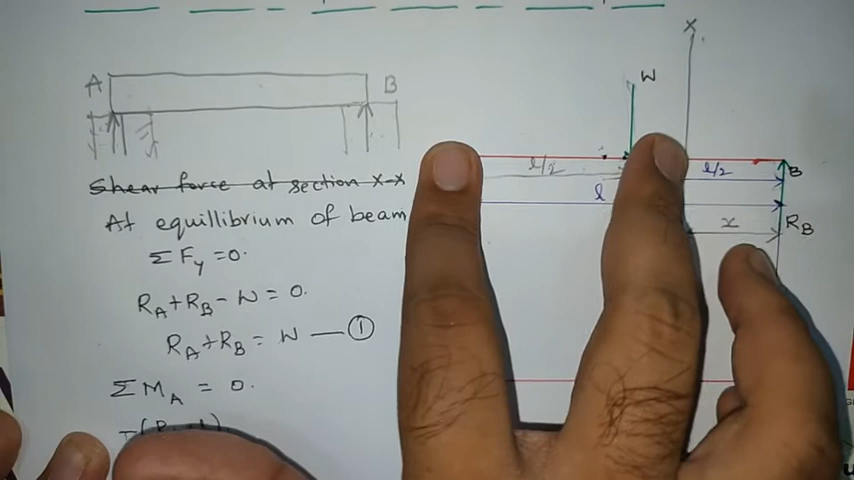 A
B
Shear force at section X-X
At equillibrium of beam
ΣFy=0.
RA+RB-W=0.
RA+RB= W —①
ΣMA = 0.
X
W
l/2
l/2
B
l
x
RB